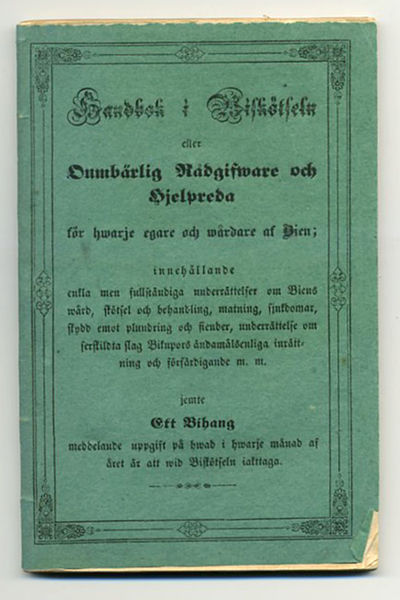 Handbok i Biskötseln
eller
Oumbärlig Rådgifware och
Hjelpreda
för hwarje egare och wårdare af Bien;
innehållande
enkla men fullständiga underrättelser om Biens
wård, skötsel och behandling, matning, sjukdomar,
skydd emot plundring och fiender, underrättelse om
serskildta slag Bikupors ändamålsenliga inrätt-
ning och förfärdigande m. m.
jemte
Ett Bihang
meddelande uppgift på hwad i hwarje månad af
året är att wid Biskötseln iakttaga.